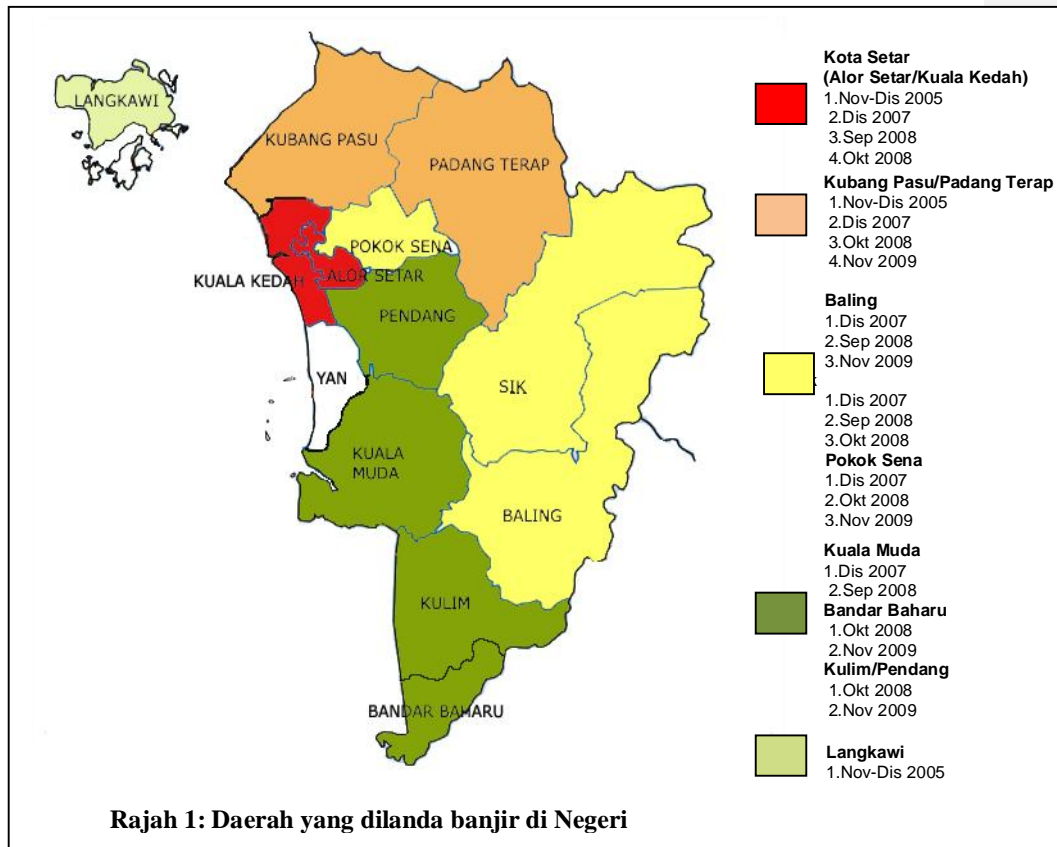 LANGKAWI
KUBANG PASU
PADANG TERAP
POKOK SENA
KUALA KEDAH
ALOR SETAR
PENDANG
YAN
SIK
KUALA
MUDA
BALING
KULIM
BANDAR BAHARU
Kota Setar
(Alor Setar/Kuala Kedah)
1.Nov-Dis 2005
2.Dis 2007
3.Sep 2008
4.Okt 2008
Kubang Pasu/Padang Terap
1.Nov-Dis 2005
2.Dis 2007
3.Okt 2008
4.Nov 2009
Baling
1.Dis 2007
2.Sep 2008
3.Nov 2009
1.Dis 2007
2.Sep 2008
3.Okt 2008
Pokok Sena
1.Dis 2007
2.Okt 2008
3.Nov 2009
Kuala Muda
1.Dis 2007
2.Sep 2008
Bandar Baharu
1.Okt 2008
2.Nov 2009
Kulim/Pendang
1.Okt 2008
2.Nov 2009
Langkawi
1.Nov-Dis 2005
Rajah 1: Daerah yang dilanda banjir di Negeri